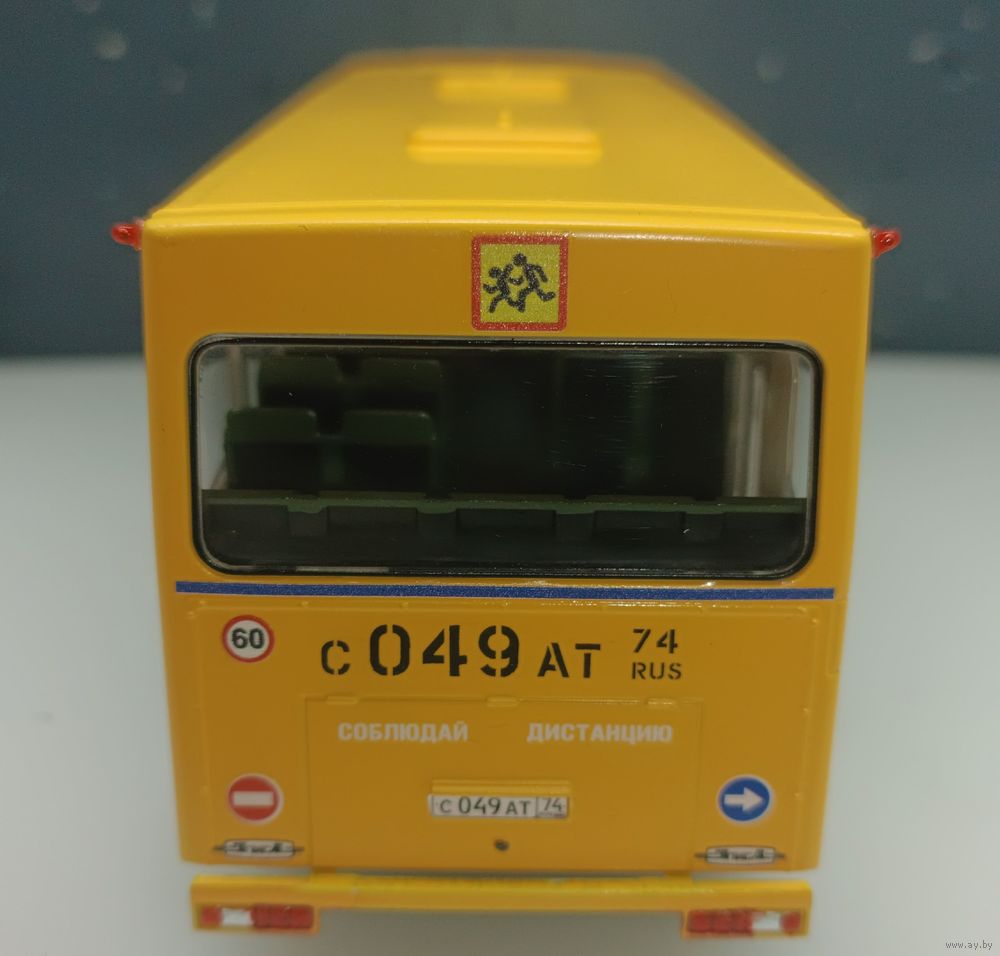 60
С 049 АТ 74
RUS
СОБЛЮДАЙ ДИСТАНЦИЮ
С 049 АТ 74
www.ay.by